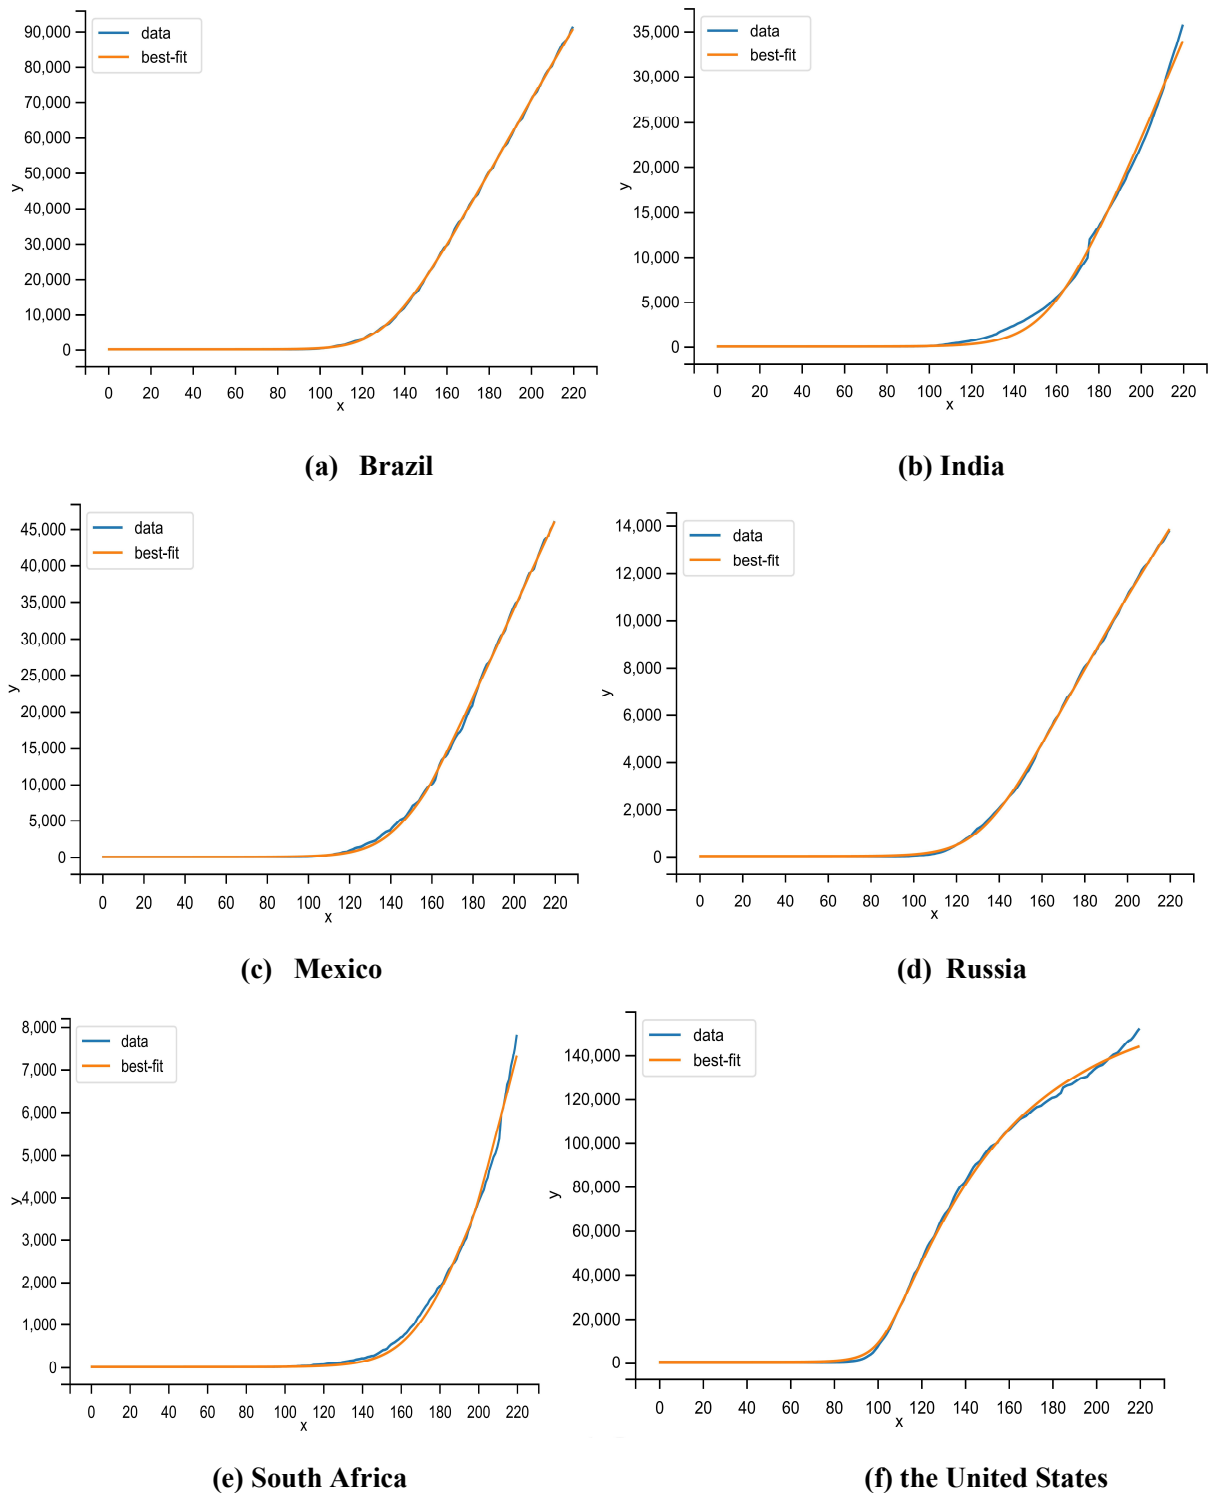 90,000
80,000
70,000
60,000
50,000
40,000
30,000
20,000
10,000
0
y
data
best-fit
0 20 40 60 80 100 120 140 160 180 200 220
x
(a) Brazil
35,000
30,000
25,000
20,000
15,000
10,000
5,000
0
y
data
best-fit
0 20 40 60 80 100 120 140 160 180 200 220
x
(b) India
45,000
40,000
35,000
30,000
25,000
20,000
15,000
10,000
5,000
0
y
data
best-fit
0 20 40 60 80 100 120 140 160 180 200 220
x
(c) Mexico
14,000
12,000
10,000
8,000
6,000
4,000
2,000
0
y
data
best-fit
0 20 40 60 80 100 120 140 160 180 200 220
x
(d) Russia
8,000
7,000
6,000
5,000
4,000
3,000
2,000
1,000
0
y
data
best-fit
0 20 40 60 80 100 120 140 160 180 200 220
x
(e) South Africa
140,000
120,000
100,000
80,000
60,000
40,000
20,000
0
y
data
best-fit
0 20 40 60 80 100 120 140 160 180 200 220
x
(f) the United States